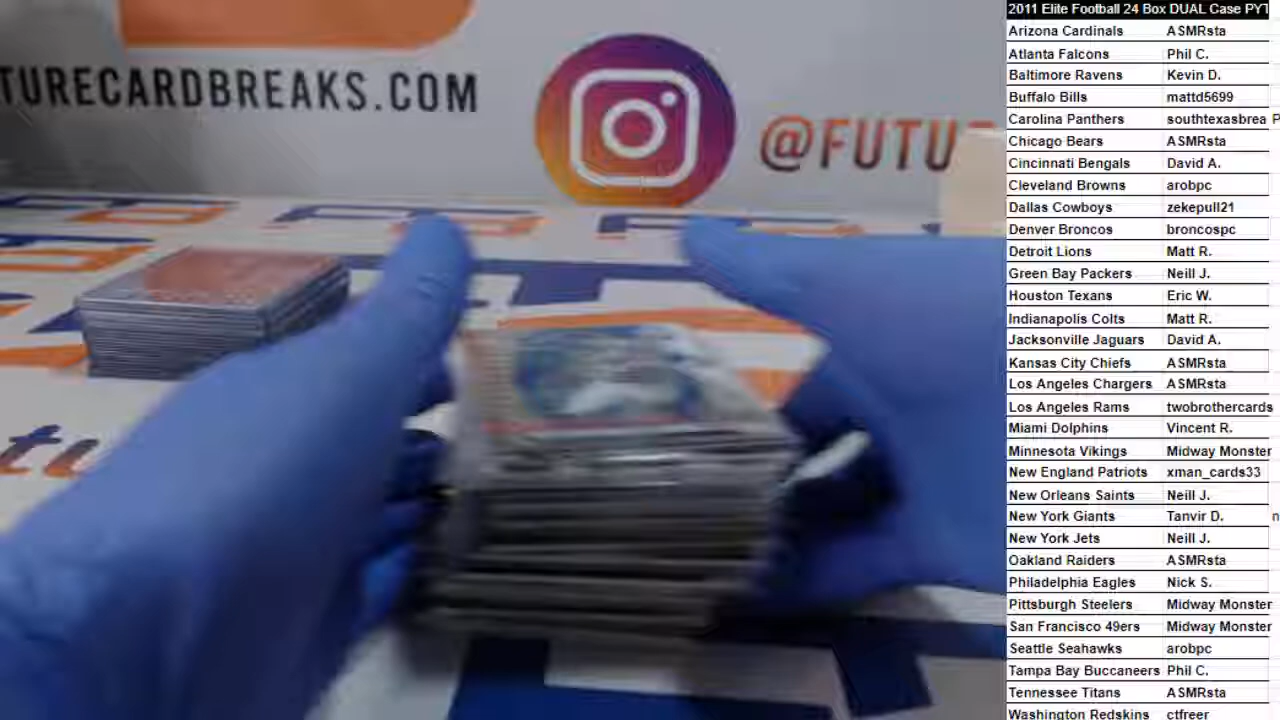 TURECARDBREAKS.COM
@FUTU
2011 Elite Football 24 Box DUAL Case PYT
Arizona Cardinals ASMRsta
Atlanta Falcons Phil C.
Baltimore Ravens Kevin D.
Buffalo Bills mattd5699
Carolina Panthers southtexasbrea P
Chicago Bears ASMRsta
Cincinnati Bengals David A.
Cleveland Browns arobpc
Dallas Cowboys zekepull21
Denver Broncos broncospc
Detroit Lions Matt R.
Green Bay Packers Neill J.
Houston Texans Eric W.
Indianapolis Colts Matt R.
Jacksonville Jaguars David A.
Kansas City Chiefs ASMRsta
Los Angeles Chargers ASMRsta
Los Angeles Rams twobrothercards
Miami Dolphins Vincent R.
Minnesota Vikings Midway Monster
New England Patriots xman_cards33
New Orleans Saints Neill J.
New York Giants Tanvir D. n
New York Jets Neill J.
Oakland Raiders ASMRsta
Philadelphia Eagles Nick S.
Pittsburgh Steelers Midway Monster
San Francisco 49ers Midway Monster
Seattle Seahawks arobpc
Tampa Bay Buccaneers Phil C.
Tennessee Titans ASMRsta
Washington Redskins ctfreer